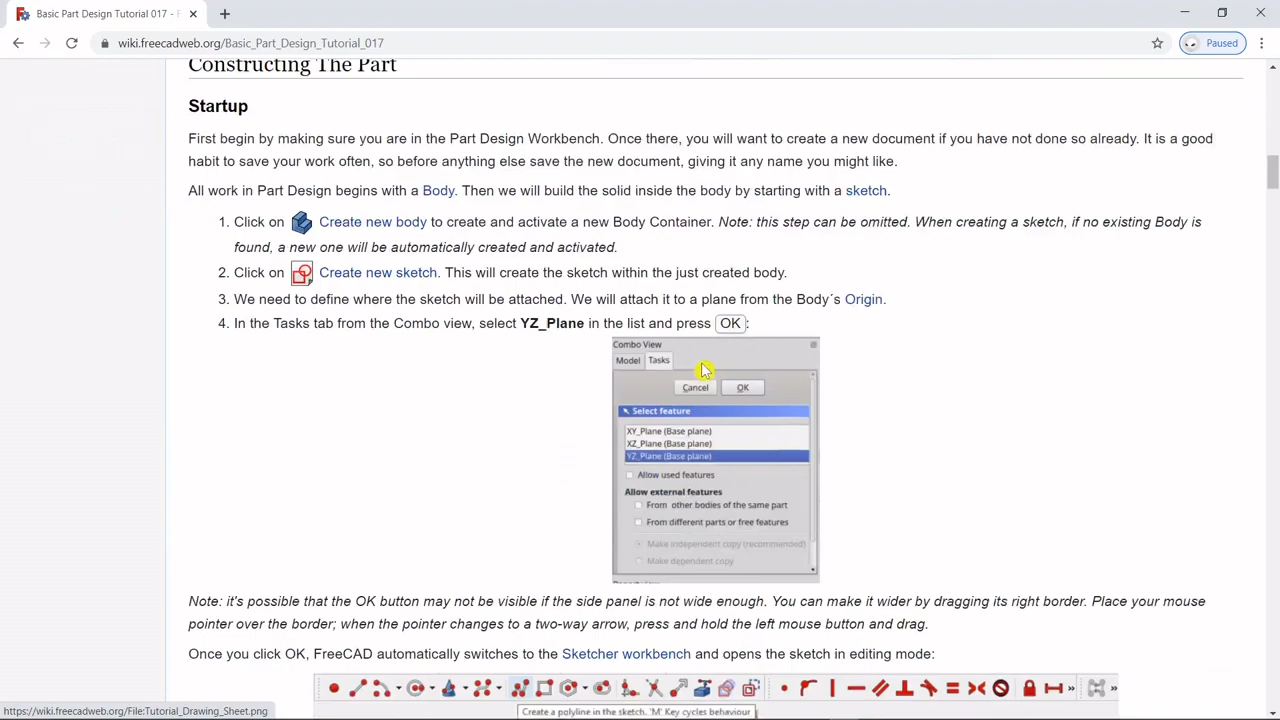 Basic Part Design Tutorial 017 - F
wiki.freecadweb.org/Basic_Part_Design_Tutorial_017
Paused
Constructing The Part
Startup
First begin by making sure you are in the Part Design Workbench. Once there, you will want to create a new document if you have not done so already. It is a good
habit to save your work often, so before anything else save the new document, giving it any name you might like.
All work in Part Design begins with a Body. Then we will build the solid inside the body by starting with a sketch.
1. Click on Create new body to create and activate a new Body Container. Note: this step can be omitted. When creating a sketch, if no existing Body is
found, a new one will be automatically created and activated.
2. Click on Create new sketch. This will create the sketch within the just created body.
3. We need to define where the sketch will be attached. We will attach it to a plane from the Body´s Origin.
4. In the Tasks tab from the Combo view, select YZ_Plane in the list and press OK:
Combo View
Model Tasks
Cancel OK
Select feature
XY_Plane (Base plane)
XZ_Plane (Base plane)
YZ_Plane (Base plane)
Allow used features
Allow external features
From other bodies of the same part
From different parts or free features
Make independent copy (recommended)
Make dependent copy
Note: it's possible that the OK button may not be visible if the side panel is not wide enough. You can make it wider by dragging its right border. Place your mouse
pointer over the border; when the pointer changes to a two-way arrow, press and hold the left mouse button and drag.
Once you click OK, FreeCAD automatically switches to the Sketcher workbench and opens the sketch in editing mode:
https://wiki.freecadweb.org/File:Tutorial_Drawing_Sheet.png
Create a polyline in the sketch. 'M' Key cycles behaviour